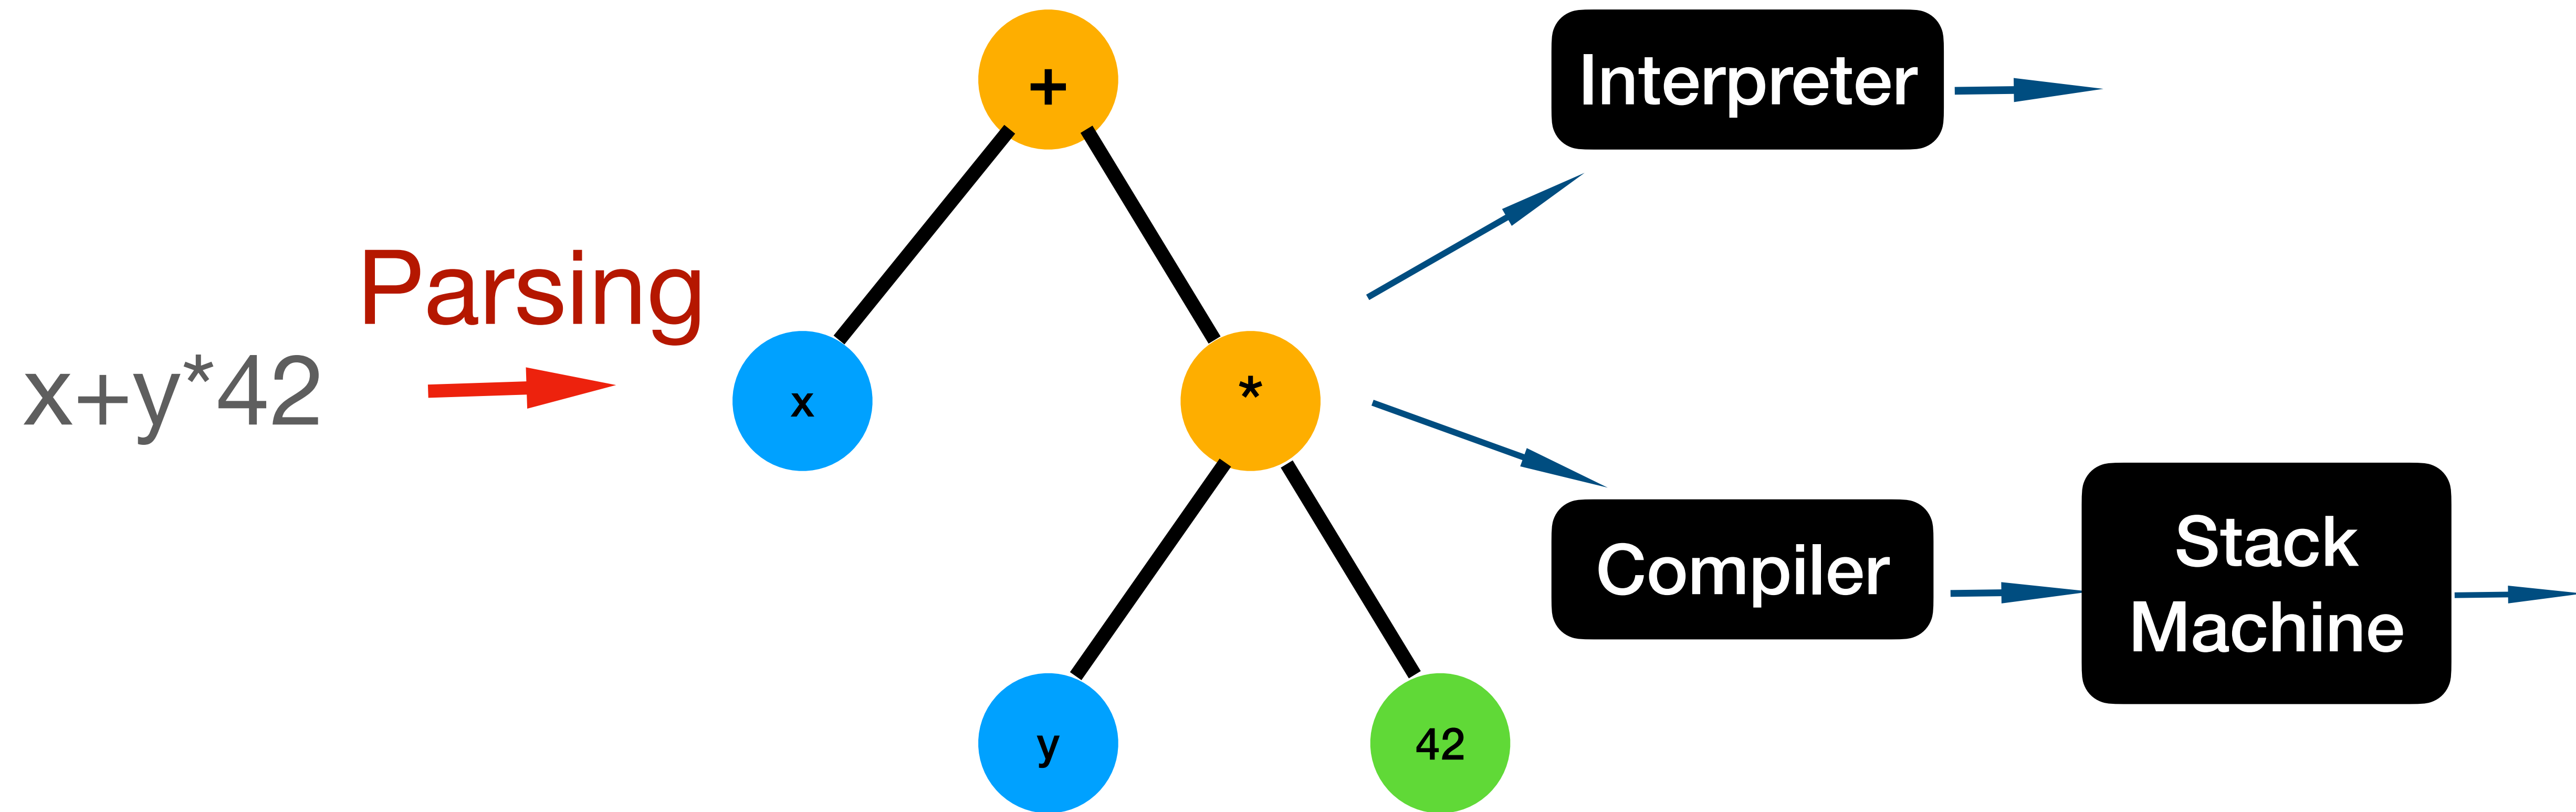 x+y*42
Parsing
+
x
*
y
42
Interpreter
Compiler
Stack
Machine